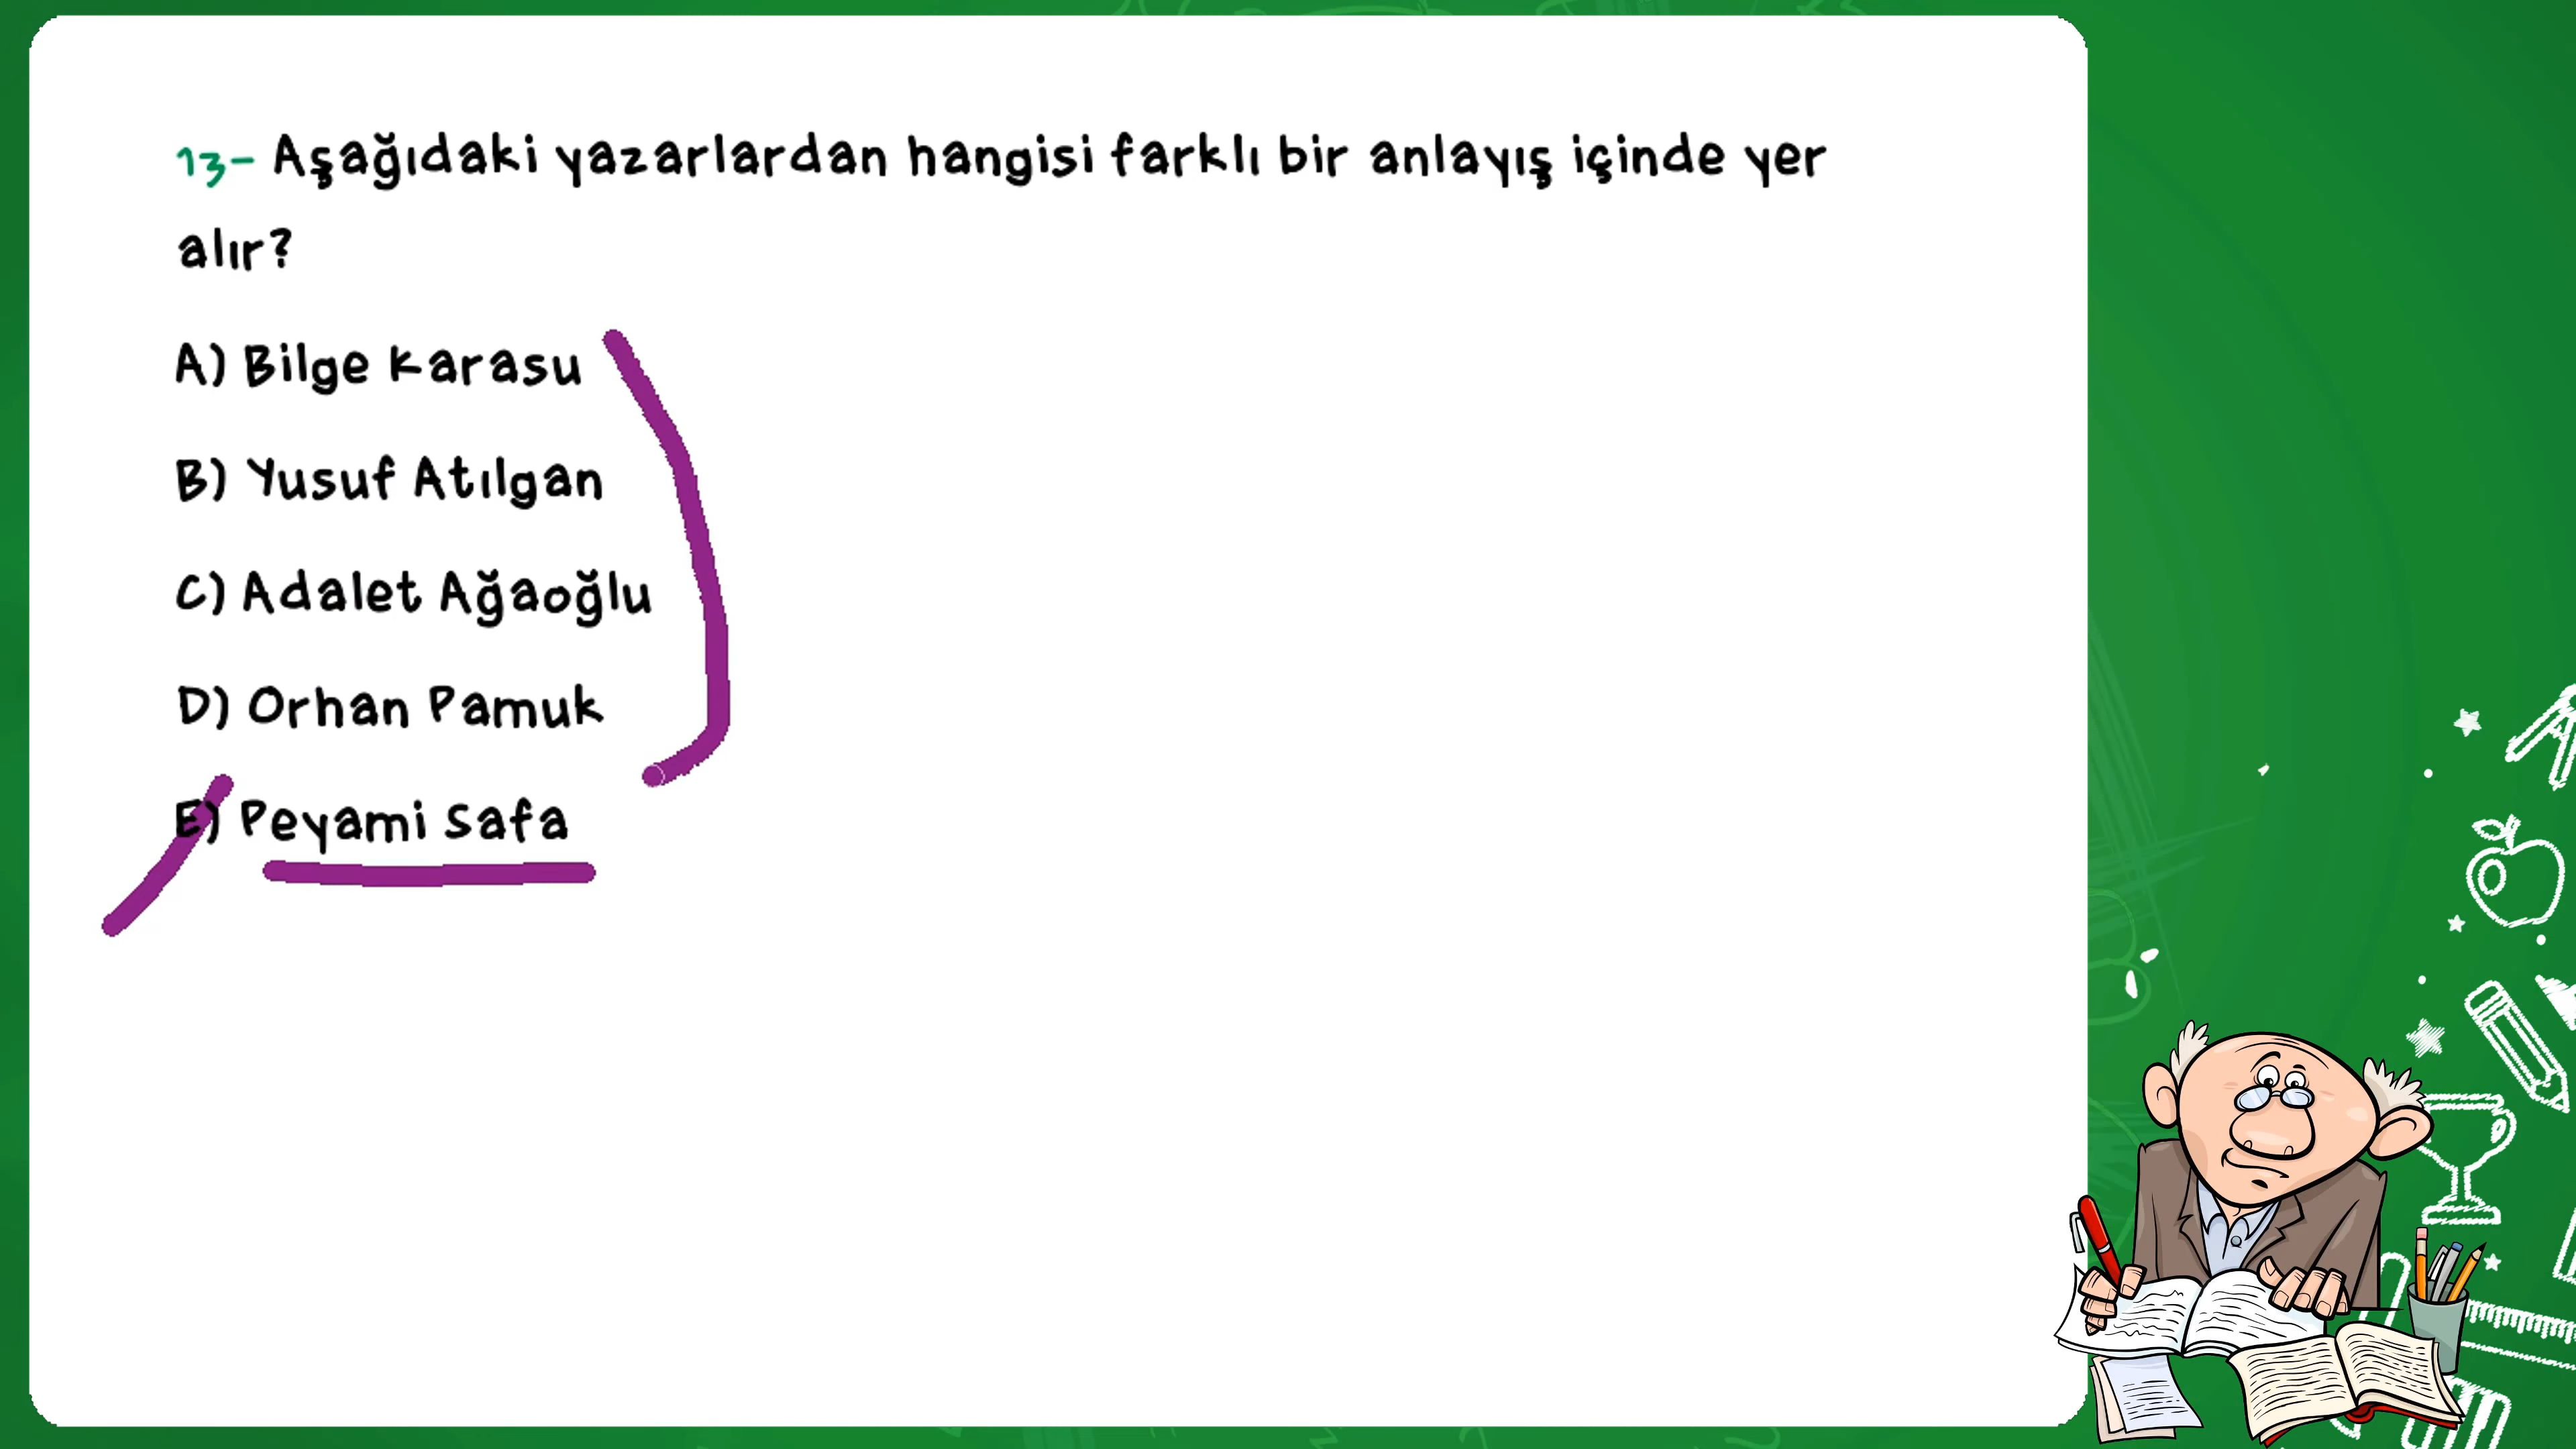 13- Aşağıdaki yazarlardan hangisi farklı bir anlayış içinde yer
alır?
A) Bilge Karasu
B) Yusuf Atılgan
C) Adalet Ağaoğlu
D) Orhan Pamuk
E) Peyami Safa